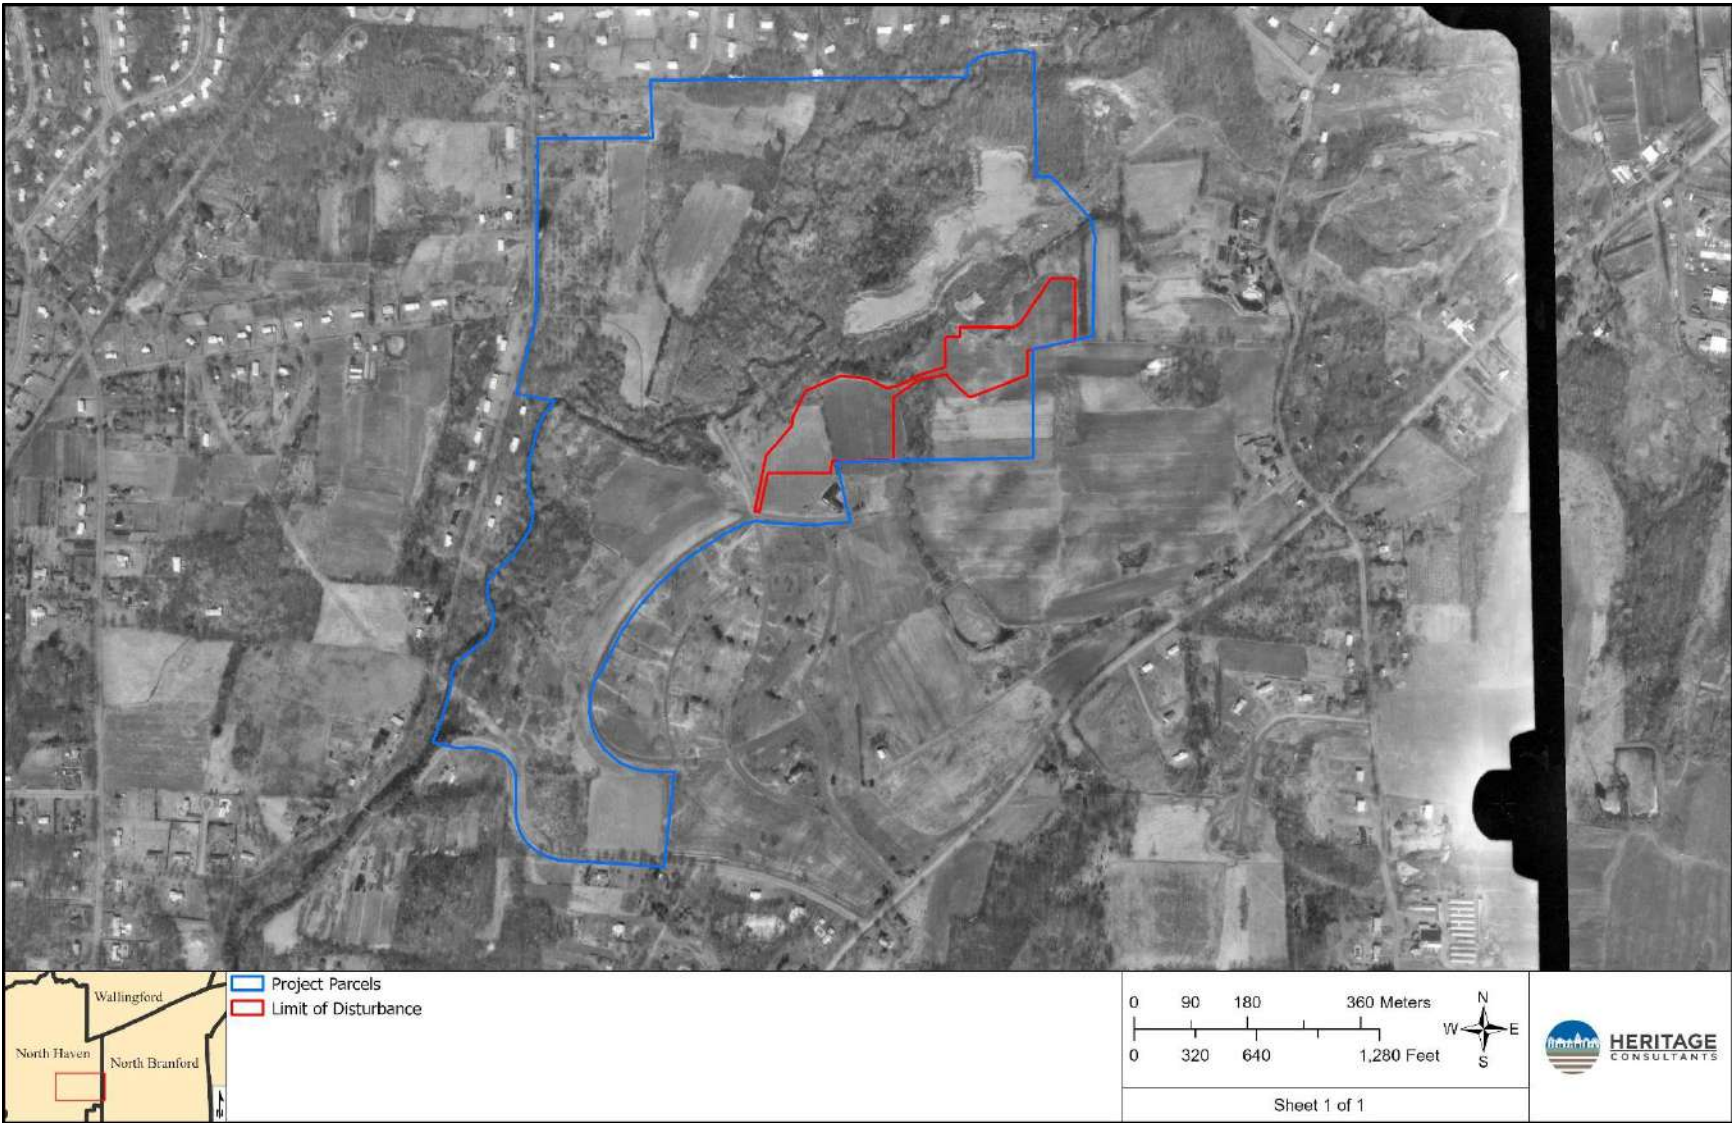 Wallingford
North Haven
North Branford
N
Project Parcels
Limit of Disturbance
0 90 180 360 Meters
0 320 640 1,280 Feet
N
W E
S
Sheet 1 of 1
HERITAGE
CONSULTANTS